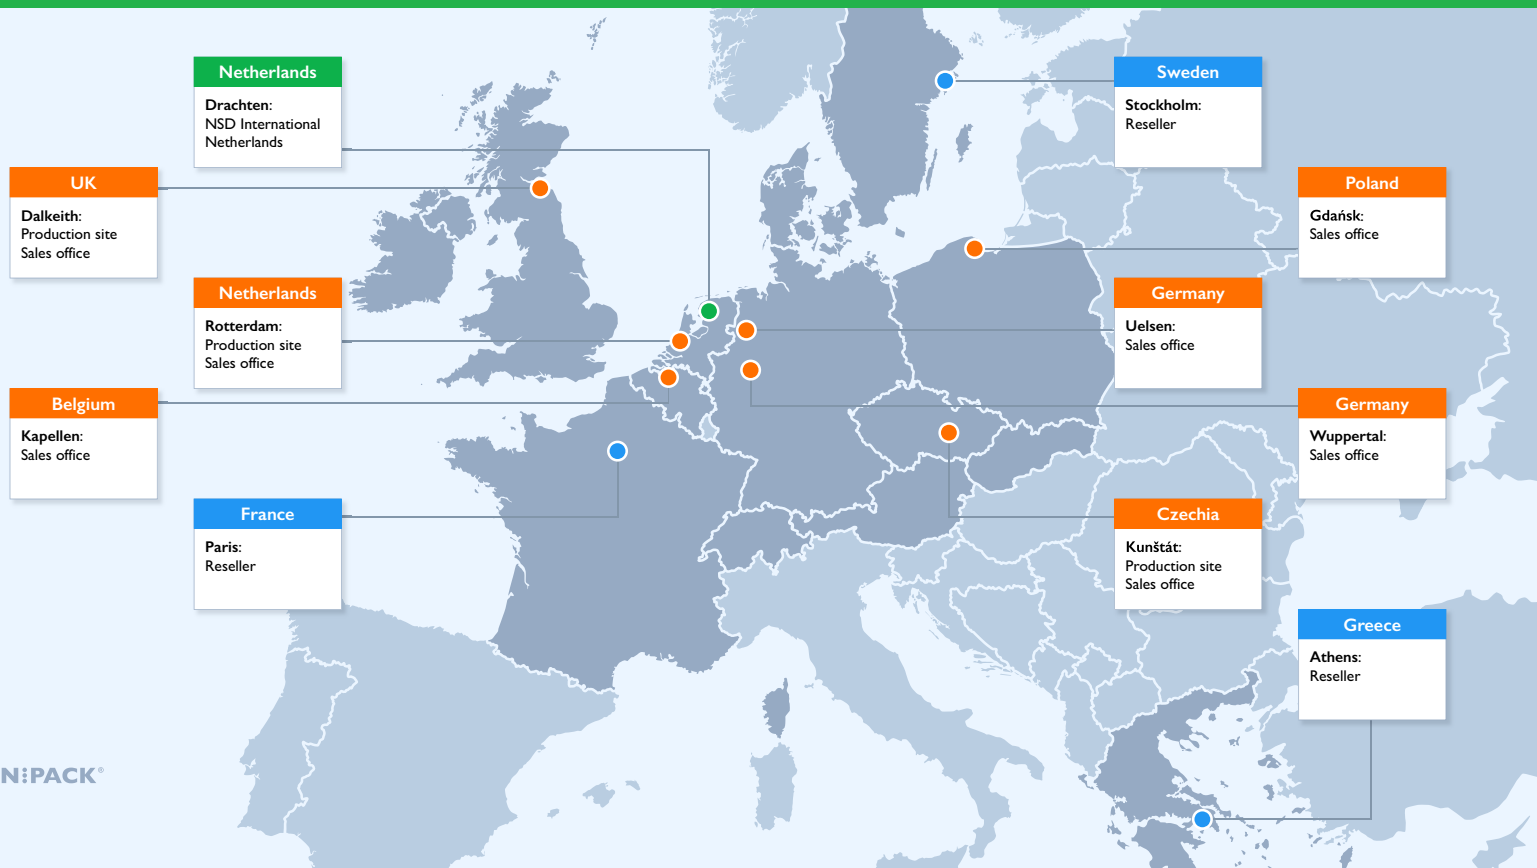 Netherlands
Drachten:
NSD International
Netherlands
UK
Dalkeith:
Production site
Sales office
Netherlands
Rotterdam:
Production site
Sales office
Belgium
Kapellen:
Sales office
France
Paris:
Reseller
Sweden
Stockholm:
Reseller
Poland
Gdańsk:
Sales office
Germany
Uelsen:
Sales office
Germany
Wuppertal:
Sales office
Czechia
Kunštát:
Production site
Sales office
Greece
Athens:
Reseller
N:PACK®